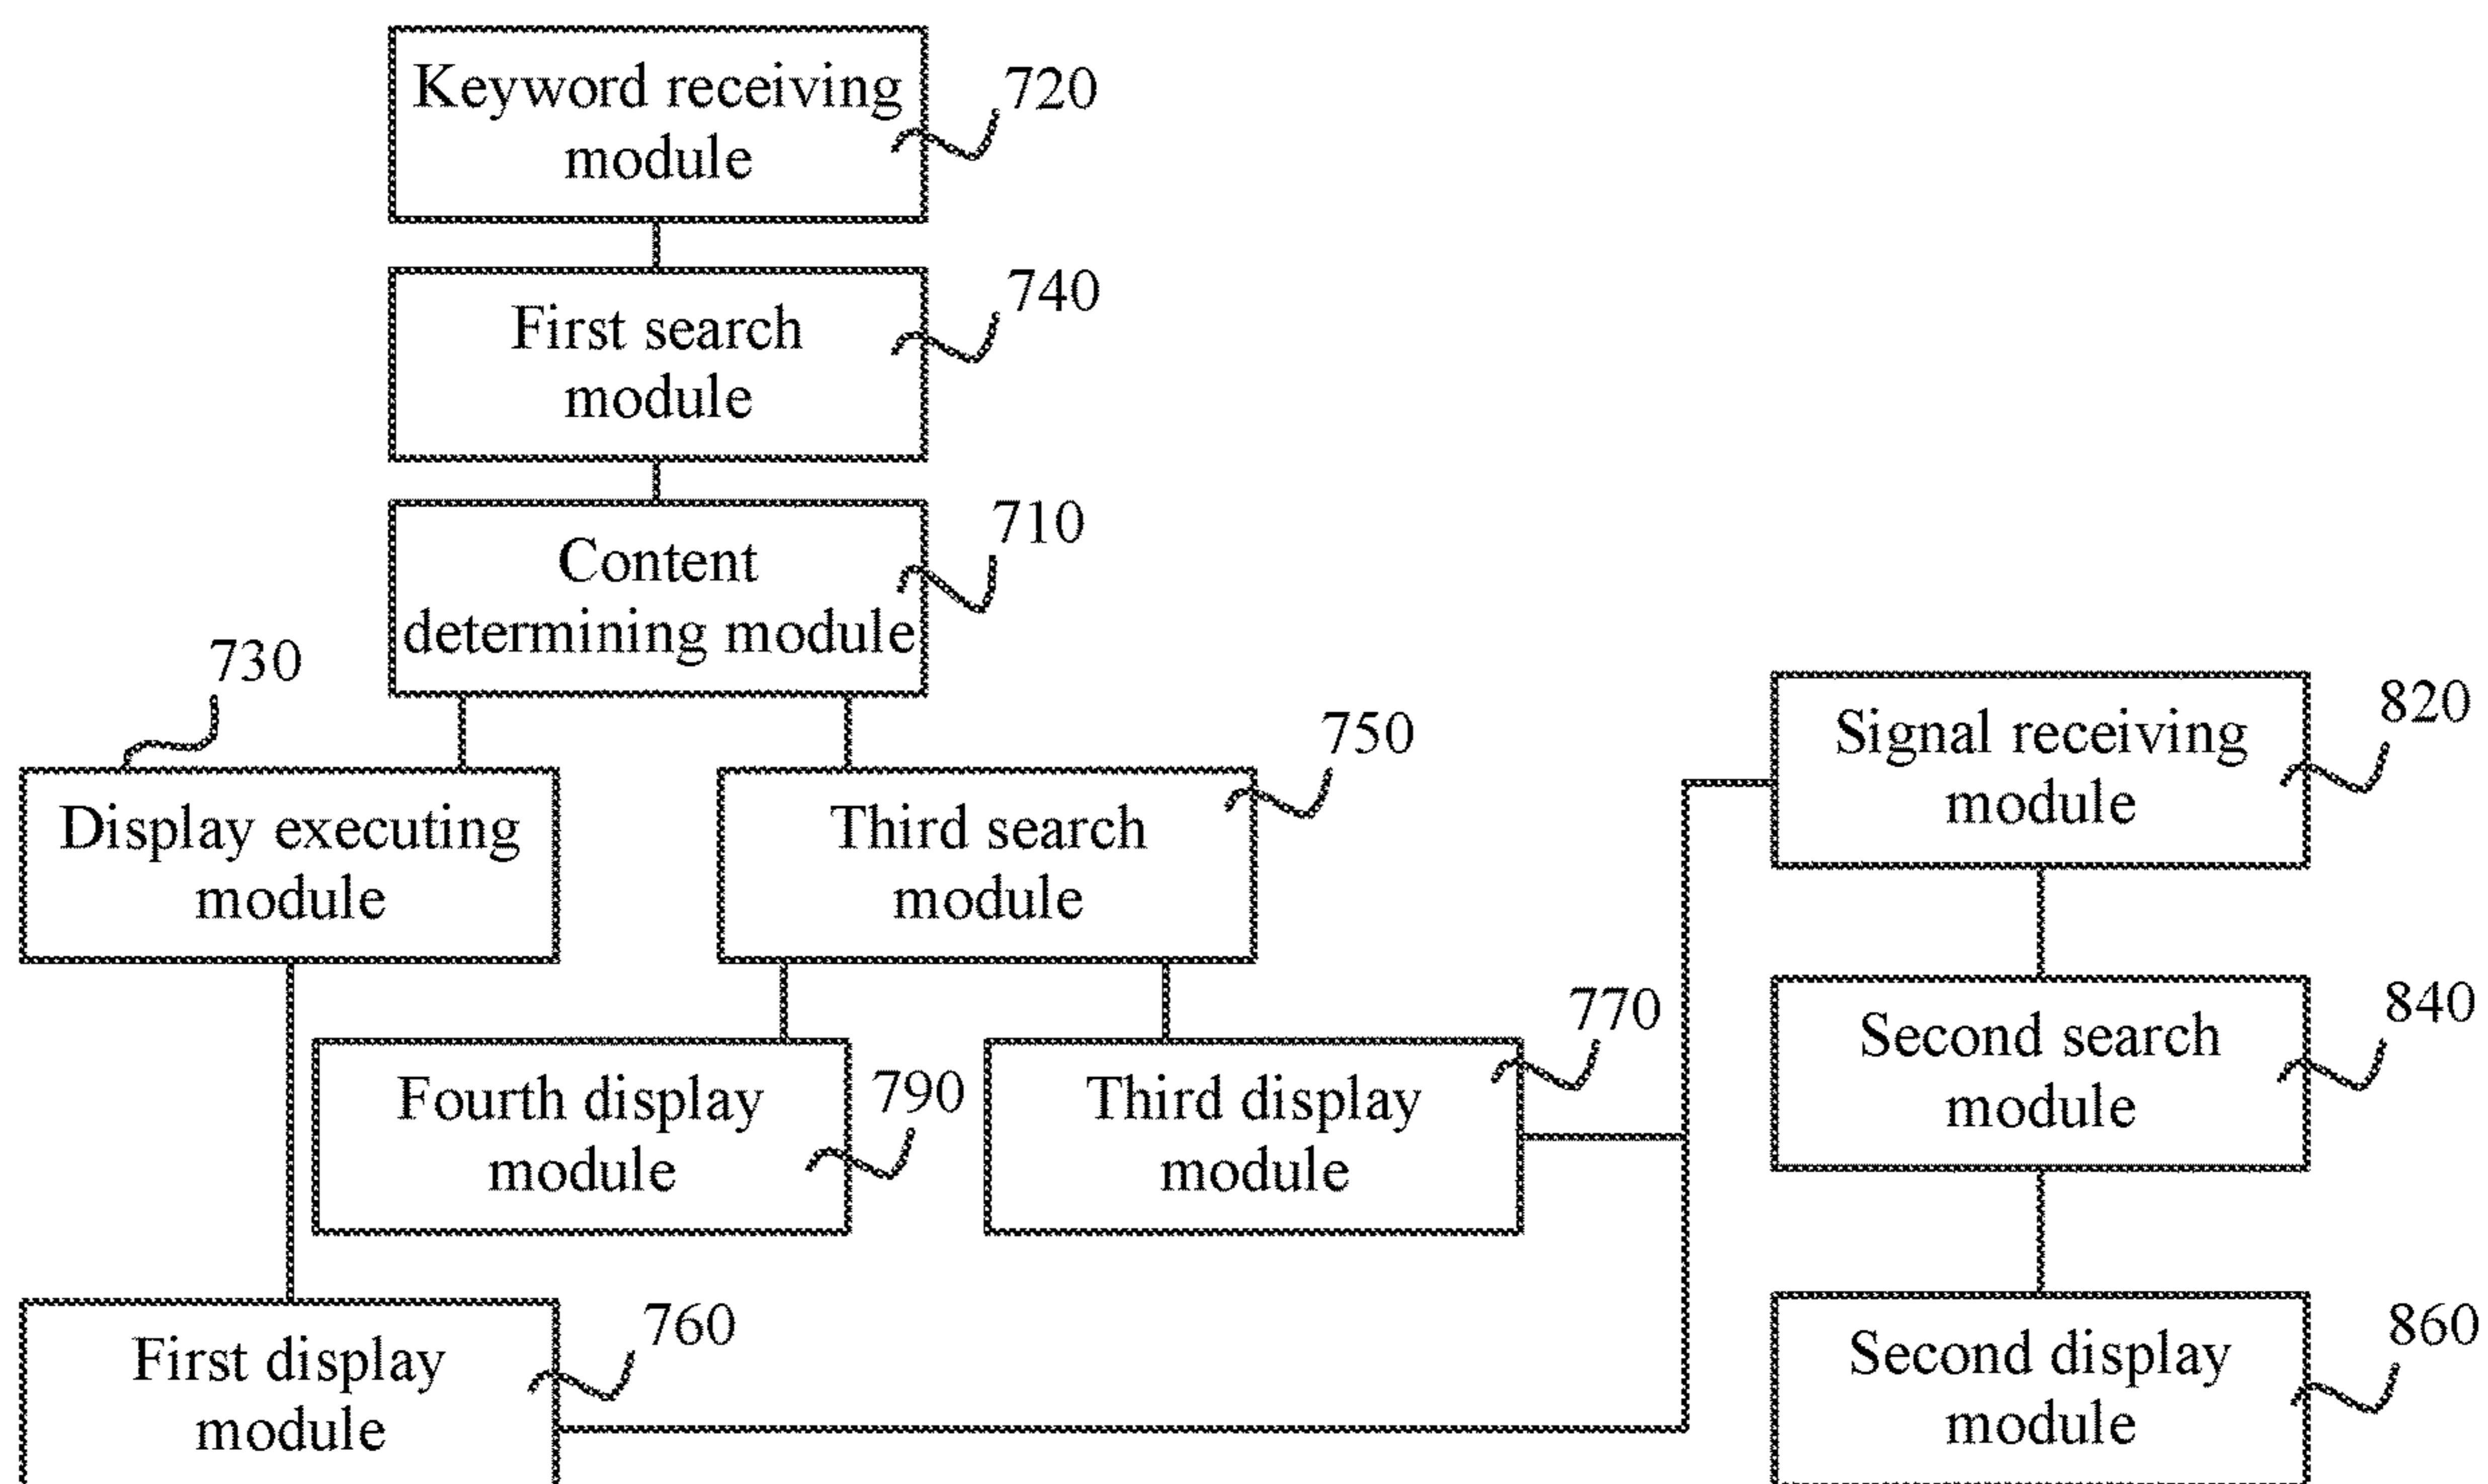 Keyword receiving
module
720
First search
module
740
Content
determining module
710
730
Display executing
module
Third search
module
750
Signal receiving
module
820
Fourth display
module
790
Third display
module
770
Second search
module
840
First display
module
760
Second display
module
860